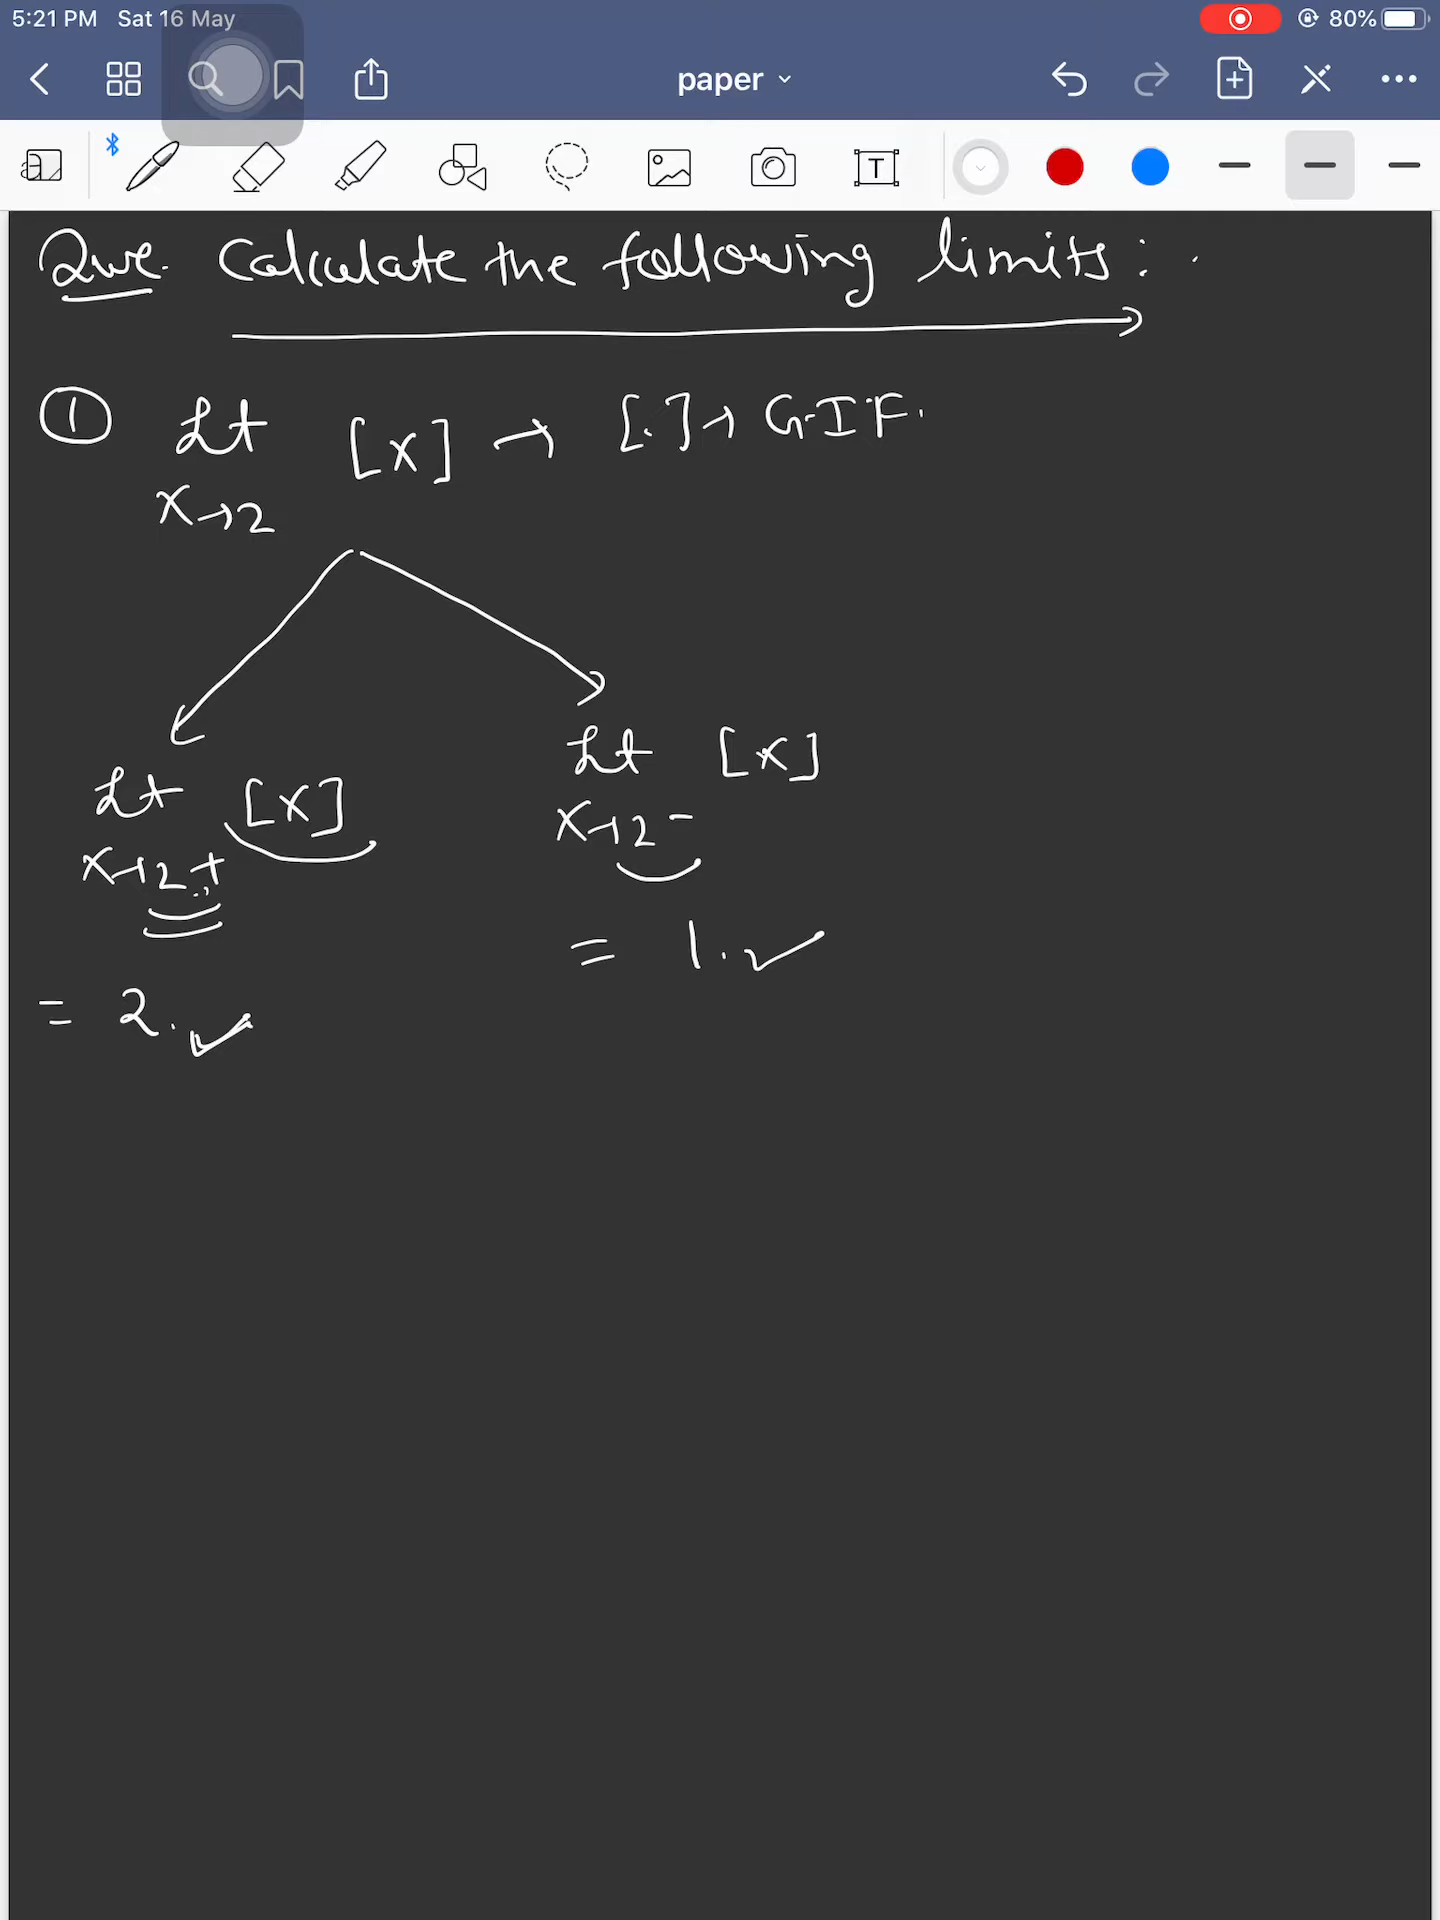 5:21 PM Sat 16 May 80%
paper
a T
Que. Calculate the following limits :
① Lt [x] → [.] → G.I.F.
x→2
Lt [x]
x→2-
Lt [x]
x→2+
= 1.
= 2.